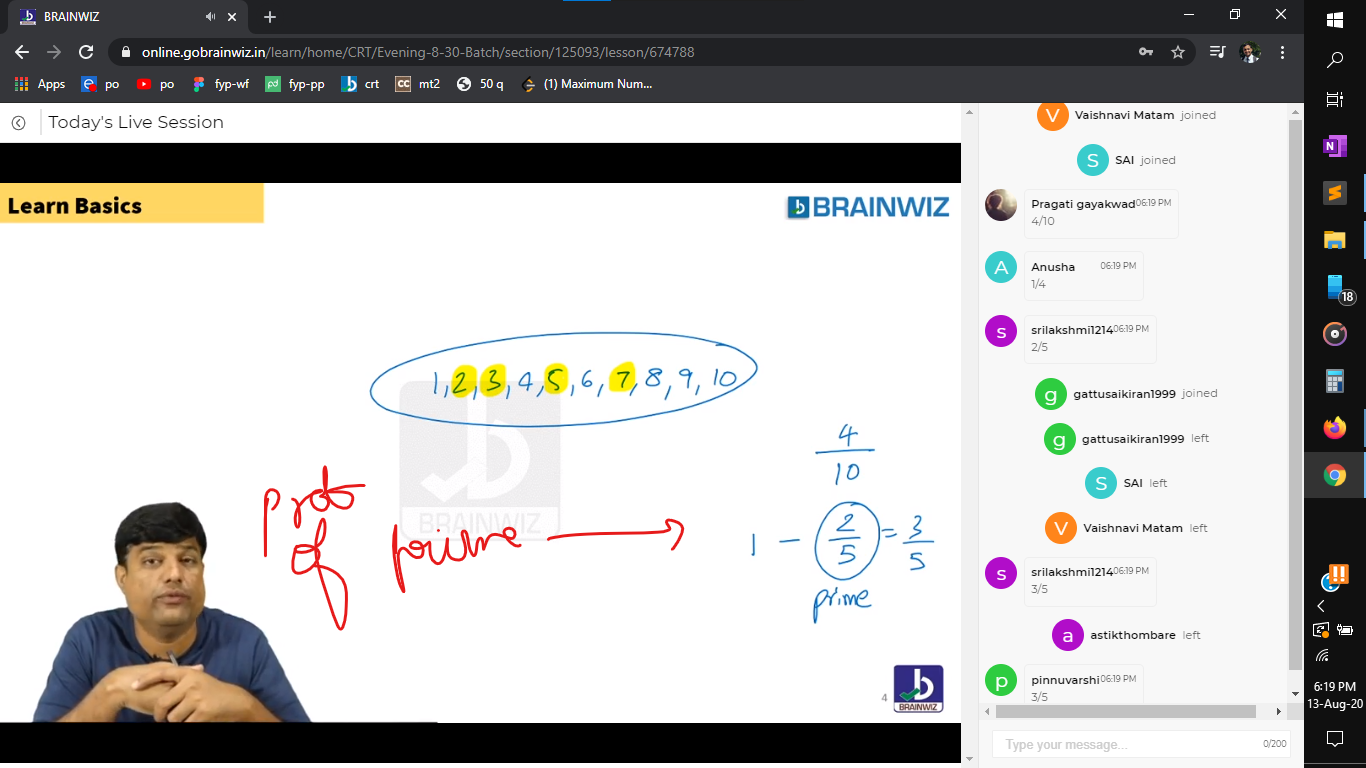 BRAINWIZ
online.gobrainwiz.in/learn/home/CRT/Evening-8-30-Batch/section/125093/lesson/674788
Apps po po fyp-wf fyp-pp crt CC mt2 50 q (1) Maximum Num...
Today's Live Session
Learn Basics
BRAINWIZ
1, 2, 3, 4, 5, 6, 7, 8, 9, 10
4
10
1 - 2/5 = 3/5
prime
Prob
of prime
BRAINWIZ
4
V Vaishnavi Matam joined
S SAI joined
Pragati gayakwad 06:19 PM
4/10
A Anusha 06:19 PM
1/4
s srilakshmi1214 06:19 PM
2/5
g gattusaikiran1999 joined
g gattusaikiran1999 left
S SAI left
V Vaishnavi Matam left
s srilakshmi1214 06:19 PM
3/5
a astikthombare left
p pinnuvarshi 06:19 PM
3/5
Type your message... 0/200
N
18
6:19 PM
13-Aug-20